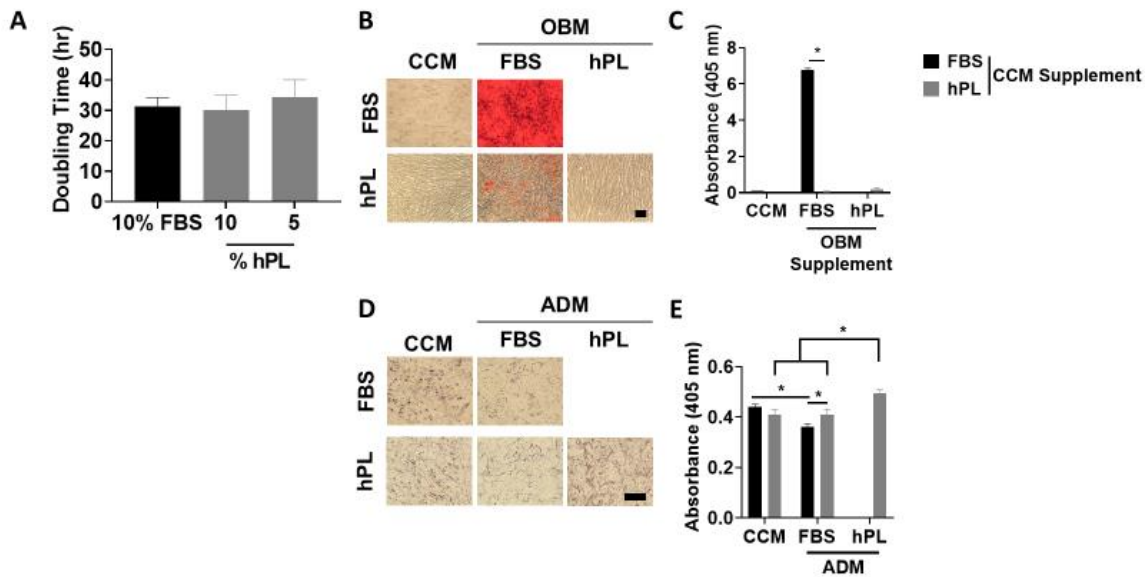 A
Doubling Time (hr)
50
40
30
20
10
0
10% FBS 10 5
% hPL
B
OBM
CCM FBS hPL
FBS
hPL
C
Absorbance (405 nm)
8
6
4
2
0
*
CCM FBS hPL
OBM
Supplement
FBS
hPL
CCM Supplement
D
ADM
CCM FBS hPL
FBS
hPL
E
Absorbance (405 nm)
0.6
0.4
0.2
0.0
*
* *
CCM FBS hPL
ADM